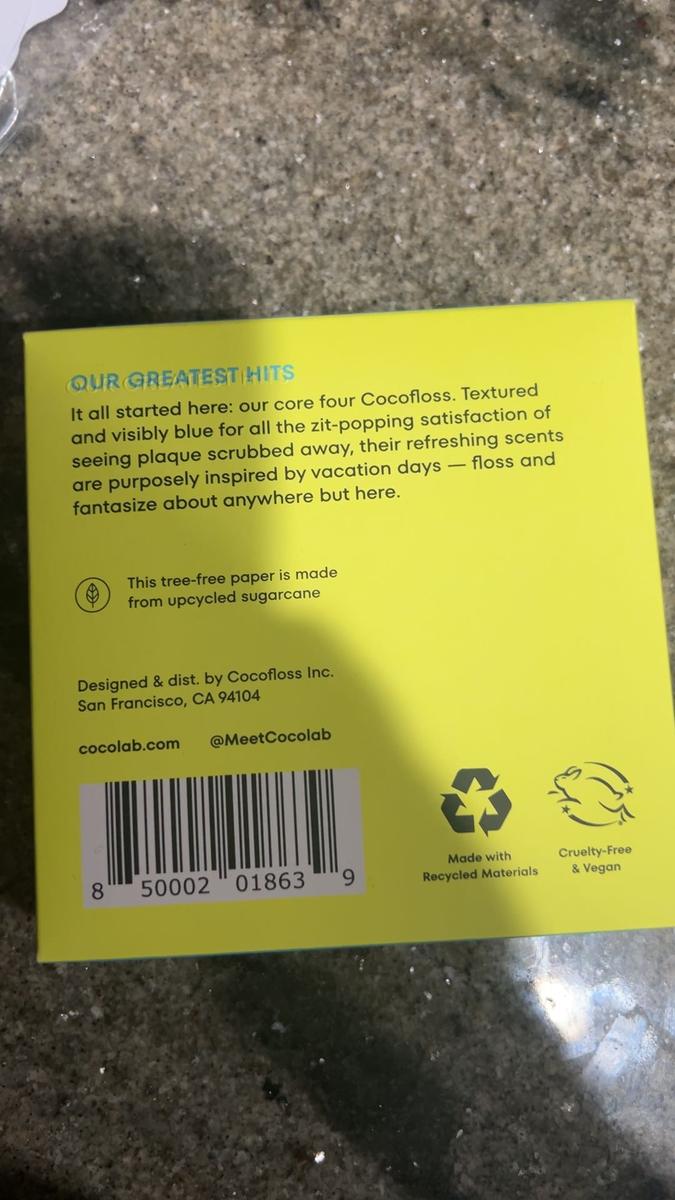 OUR GREATEST HITS
It all started here: our core four Cocofloss. Textured
and visibly blue for all the zit-popping satisfaction of
seeing plaque scrubbed away, their refreshing scents
are purposely inspired by vacation days — floss and
fantasize about anywhere but here.
This tree-free paper is made
from upcycled sugarcane
Designed & dist. by Cocofloss Inc.
San Francisco, CA 94104
cocolab.com @MeetCocolab
8 50002 01863 9
Made with
Recycled Materials
Cruelty-Free
& Vegan